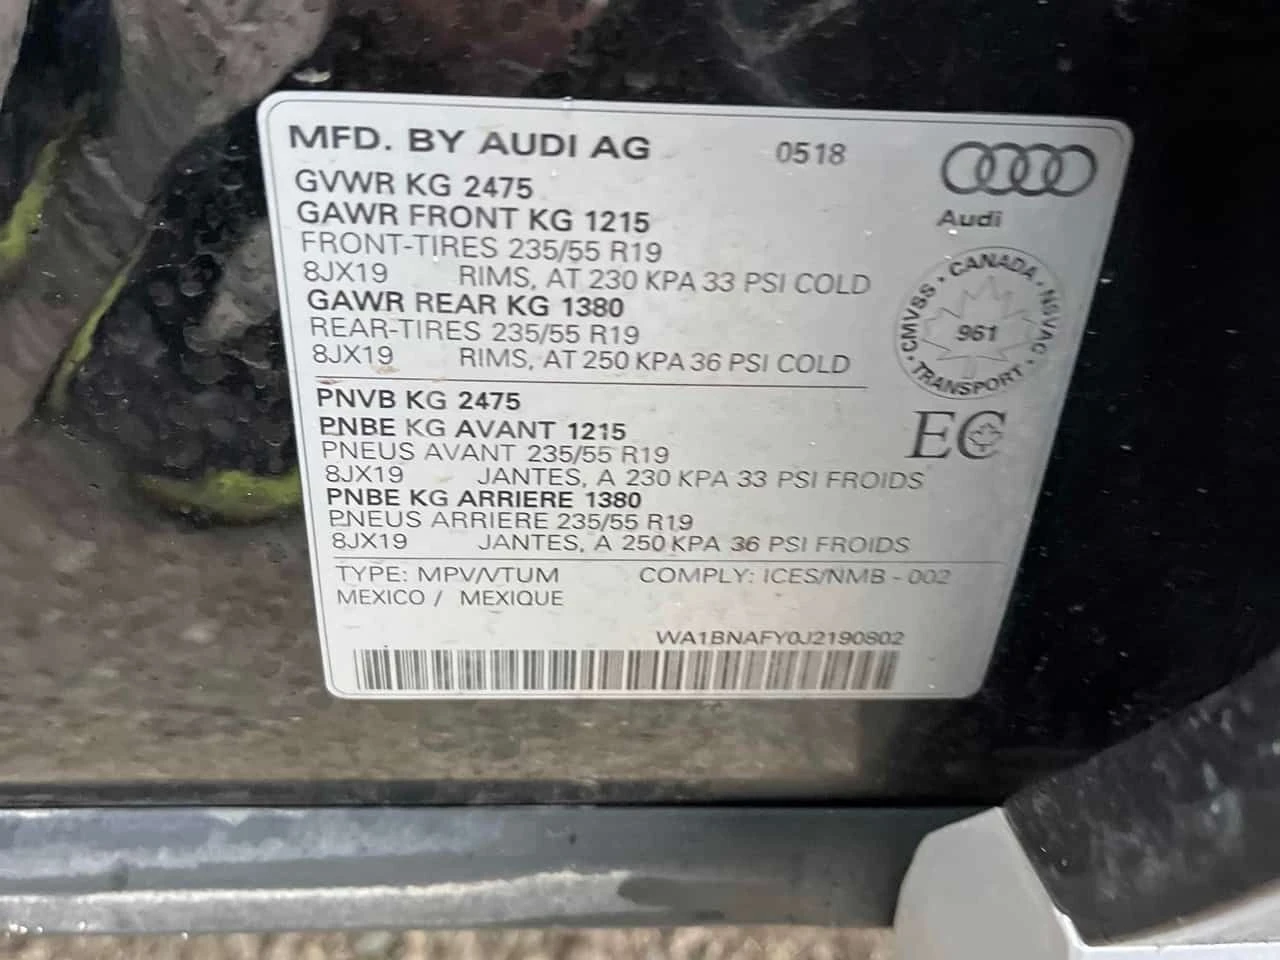 MFD. BY AUDI AG 0518
GVWR KG 2475
GAWR FRONT KG 1215
Audi
FRONT-TIRES 235/55 R19
8JX19 RIMS, AT 230 KPA 33 PSI COLD
GAWR REAR KG 1380
REAR-TIRES 235/55 R19
8JX19 RIMS, AT 250 KPA 36 PSI COLD
CANADA · NSVAC · TRANSPORT · CMVSS ·
961
PNVB KG 2475
PNBE KG AVANT 1215
EC
PNEUS AVANT 235/55 R19
8JX19 JANTES, A 230 KPA 33 PSI FROIDS
PNBE KG ARRIERE 1380
PNEUS ARRIERE 235/55 R19
8JX19 JANTES, A 250 KPA 36 PSI FROIDS
TYPE: MPV/VTUM COMPLY: ICES/NMB - 002
MEXICO / MEXIQUE
WA1BNAFY0J2190802